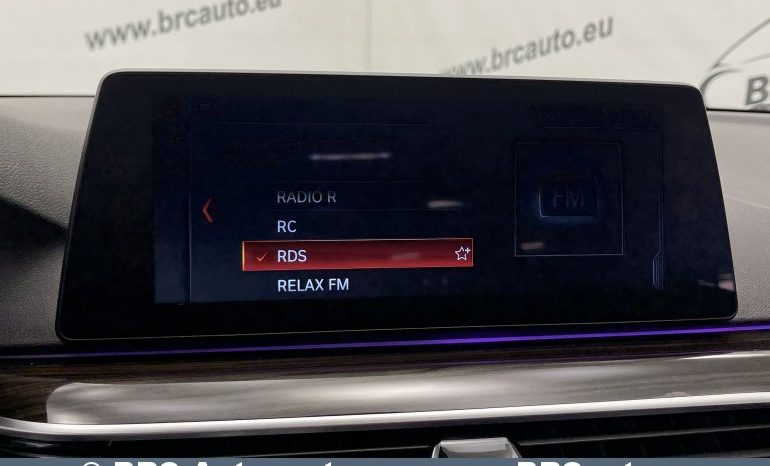 www.brcauto.eu
www.brcauto.eu
RADIO R
RC
RDS
RELAX FM
FM